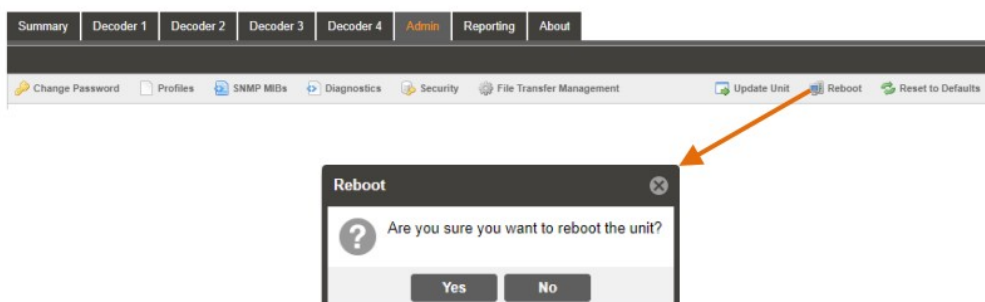 Summary Decoder 1 Decoder 2 Decoder 3 Decoder 4 Admin Reporting About
Change Password Profiles SNMP MIBs Diagnostics Security File Transfer Management Update Unit Reboot Reset to Defaults
Reboot
Are you sure you want to reboot the unit?
Yes No